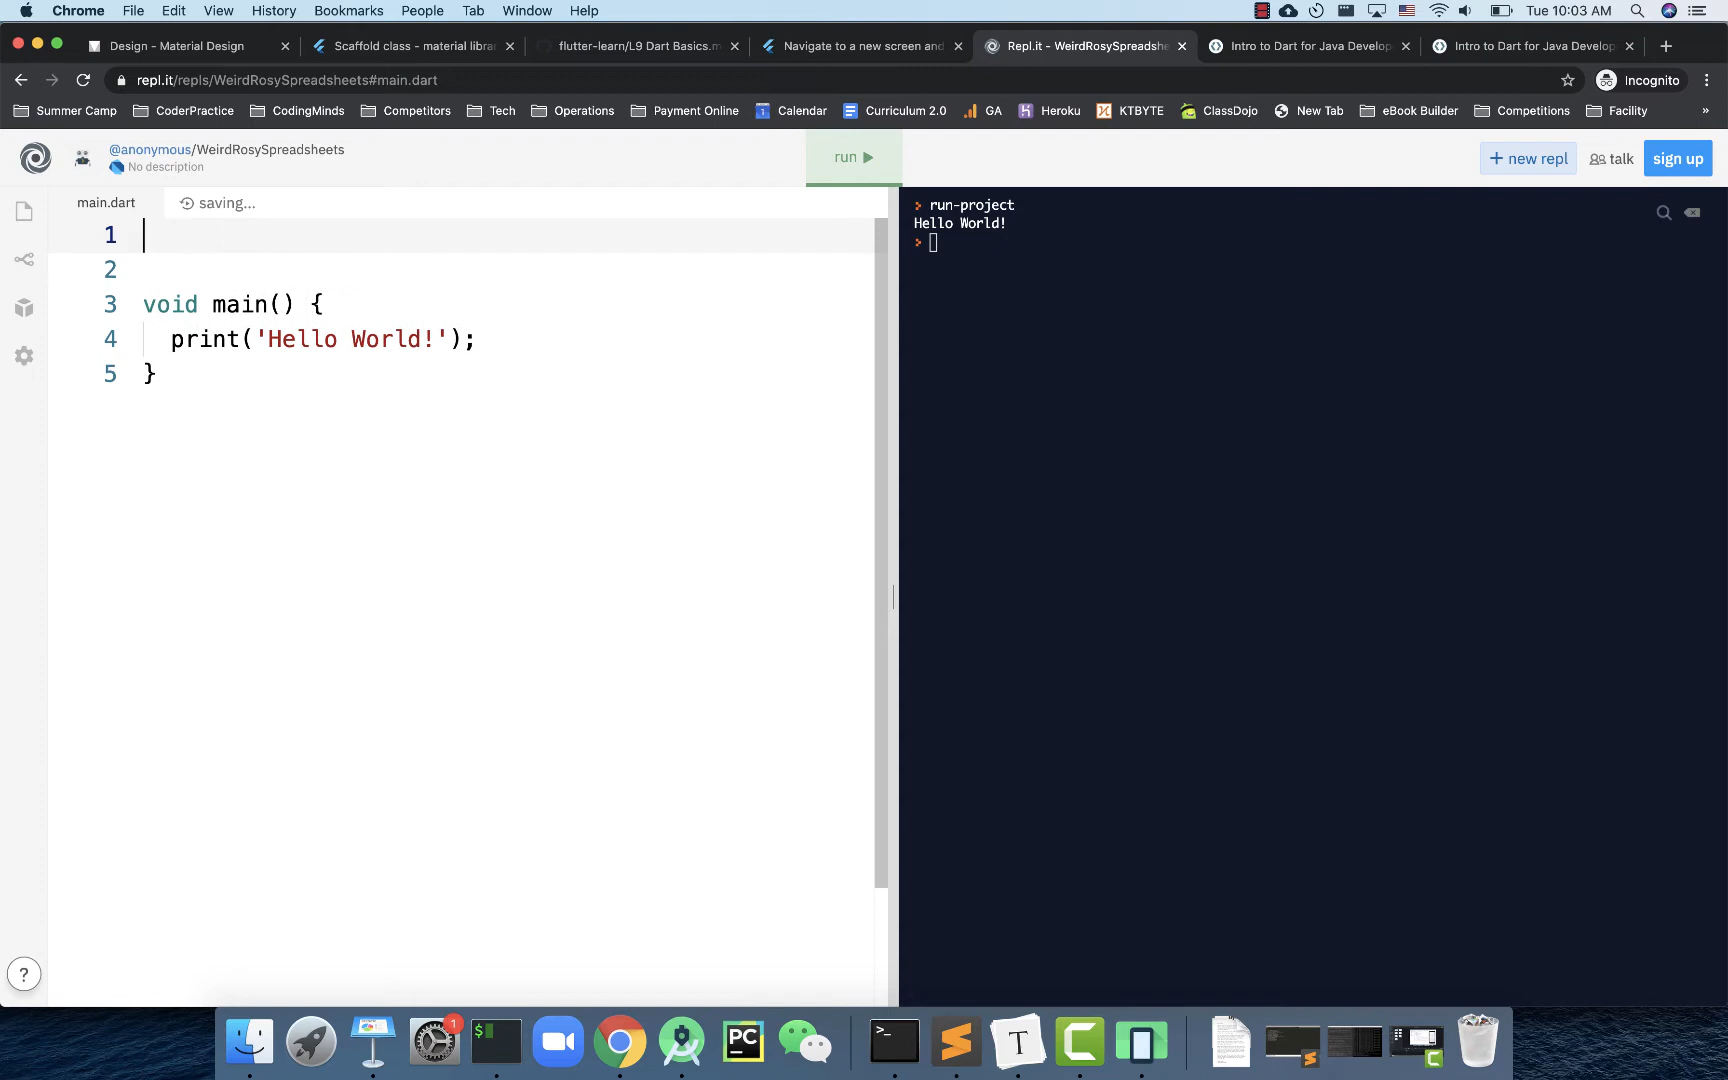 Chrome File Edit View History Bookmarks People Tab Window Help Tue 10:03 AM
Design - Material Design Scaffold class - material librar flutter-learn/L9 Dart Basics.m Navigate to a new screen and Repl.it - WeirdRosySpreadshe Intro to Dart for Java Develop Intro to Dart for Java Develop
repl.it/repls/WeirdRosySpreadsheets#main.dart Incognito
Summer Camp CoderPractice CodingMinds Competitors Tech Operations Payment Online 1 Calendar Curriculum 2.0 GA Heroku KTBYTE ClassDojo New Tab eBook Builder Competitions Facility »
@anonymous/WeirdRosySpreadsheets
No description
run
+ new repl talk sign up
main.dart saving...
1
2
3 void main() {
4 print('Hello World!');
5 }
> run-project
Hello World!
>
?
1
$
PC
>_
T
C